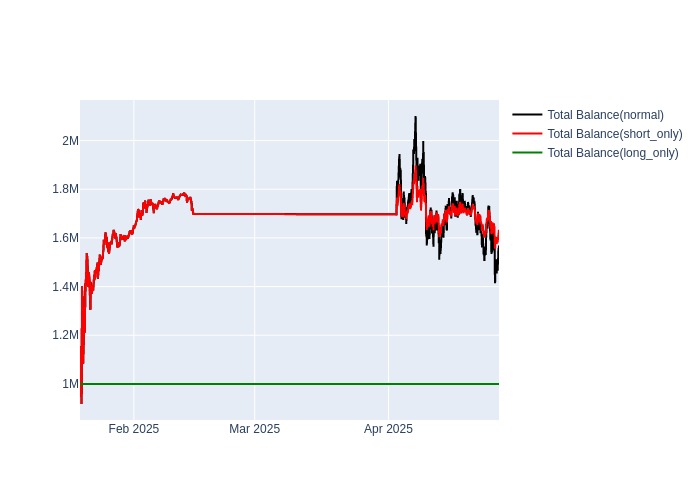 Total Balance(normal)
Total Balance(short_only)
Total Balance(long_only)
2M
1.8M
1.6M
1.4M
1.2M
1M
Feb 2025
Mar 2025
Apr 2025